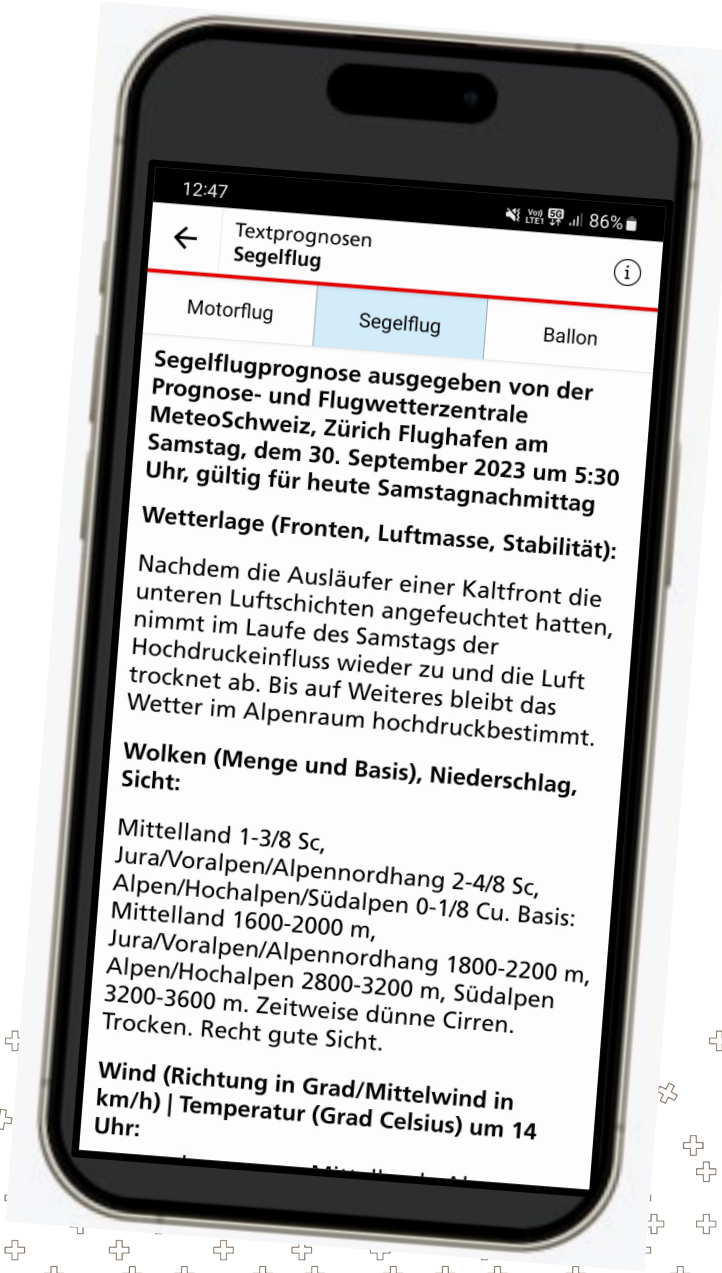 12:47
Vo)) LTE1 5G 86%
Textprognosen
Segelflug
Motorflug Segelflug Ballon
Segelflugprognose ausgegeben von der
Prognose- und Flugwetterzentrale
MeteoSchweiz, Zürich Flughafen am
Samstag, dem 30. September 2023 um 5:30
Uhr, gültig für heute Samstagnachmittag
Wetterlage (Fronten, Luftmasse, Stabilität):
Nachdem die Ausläufer einer Kaltfront die
unteren Luftschichten angefeuchtet hatten,
nimmt im Laufe des Samstags der
Hochdruckeinfluss wieder zu und die Luft
trocknet ab. Bis auf Weiteres bleibt das
Wetter im Alpenraum hochdruckbestimmt.
Wolken (Menge und Basis), Niederschlag,
Sicht:
Mittelland 1-3/8 Sc,
Jura/Voralpen/Alpennordhang 2-4/8 Sc,
Alpen/Hochalpen/Südalpen 0-1/8 Cu. Basis:
Mittelland 1600-2000 m,
Jura/Voralpen/Alpennordhang 1800-2200 m,
Alpen/Hochalpen 2800-3200 m, Südalpen
3200-3600 m. Zeitweise dünne Cirren.
Trocken. Recht gute Sicht.
Wind (Richtung in Grad/Mittelwind in
km/h) | Temperatur (Grad Celsius) um 14
Uhr: